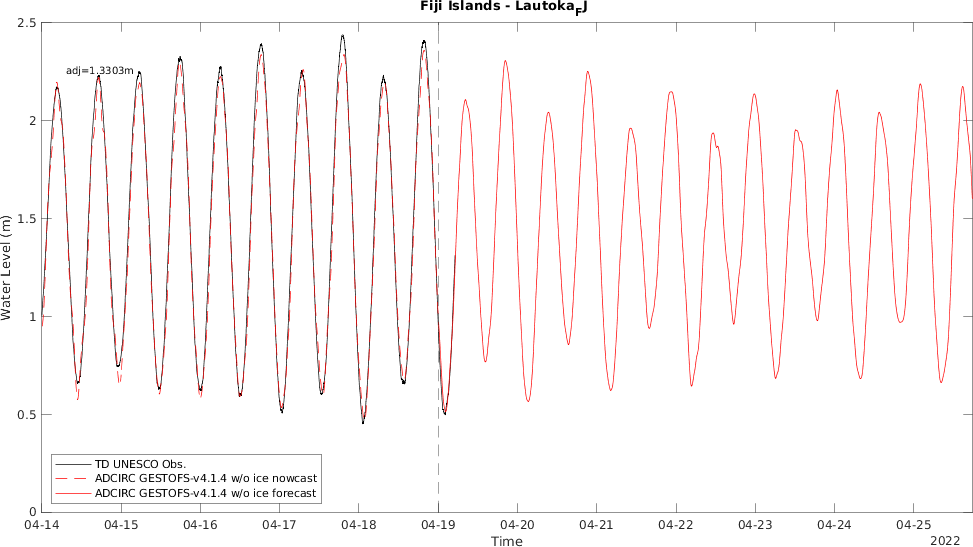 Fiji Islands - Lautoka_FJ
2.5
adj=1.3303m
2
1.5
Water Level (m)
1
0.5
TD UNESCO Obs.
ADCIRC GESTOFS-v4.1.4 w/o ice nowcast
ADCIRC GESTOFS-v4.1.4 w/o ice forecast
0
04-14 04-15 04-16 04-17 04-18 04-19 04-20 04-21 04-22 04-23 04-24 04-25
Time
2022